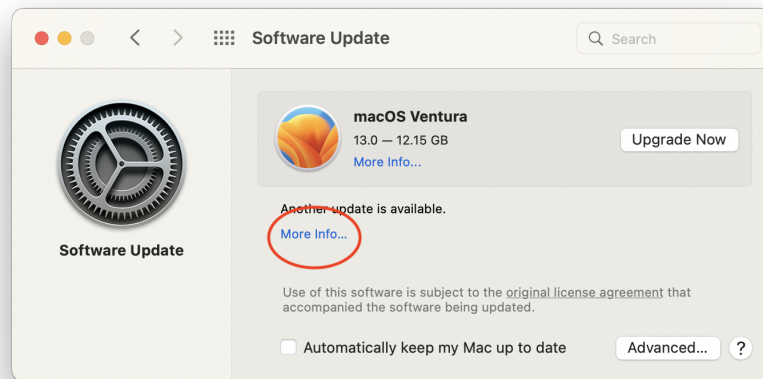 Software Update
Search
macOS Ventura
13.0 — 12.15 GB
More Info...
Upgrade Now
Another update is available.
More Info...
Software Update
Use of this software is subject to the original license agreement that
accompanied the software being updated.
Automatically keep my Mac up to date
Advanced...
?